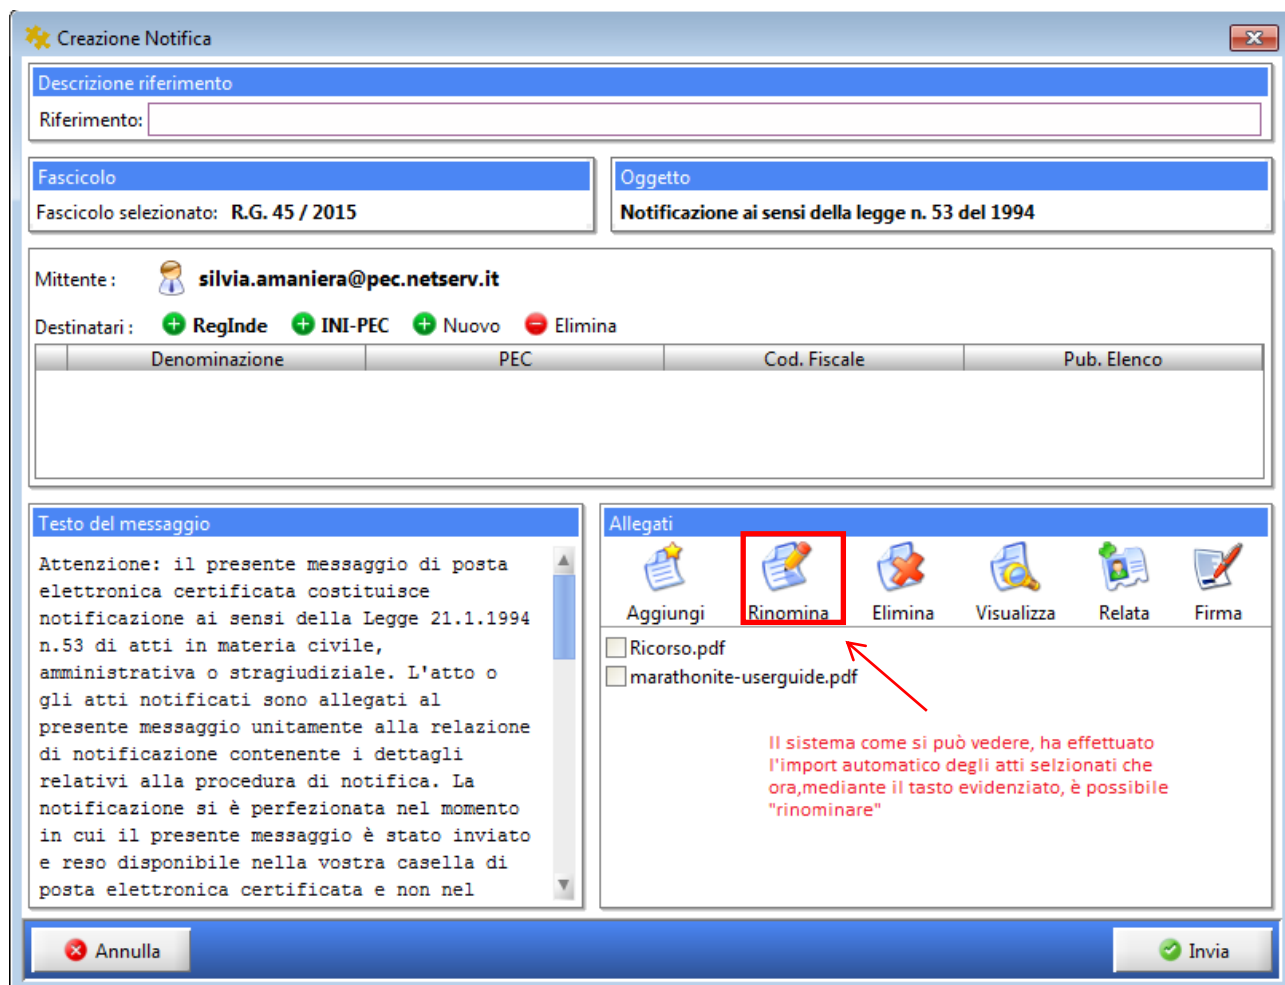 Creazione Notifica
Descrizione riferimento
Riferimento:
Fascicolo
Fascicolo selezionato: R.G. 45 / 2015
Oggetto
Notificazione ai sensi della legge n. 53 del 1994
Mittente : silvia.amaniera@pec.netserv.it
Destinatari : RegInde INI-PEC Nuovo Elimina
Denominazione PEC Cod. Fiscale Pub. Elenco
Testo del messaggio
Attenzione: il presente messaggio di posta
elettronica certificata costituisce
notificazione ai sensi della Legge 21.1.1994
n.53 di atti in materia civile,
amministrativa o stragiudiziale. L'atto o
gli atti notificati sono allegati al
presente messaggio unitamente alla relazione
di notificazione contenente i dettagli
relativi alla procedura di notifica. La
notificazione si è perfezionata nel momento
in cui il presente messaggio è stato inviato
e reso disponibile nella vostra casella di
posta elettronica certificata e non nel
Allegati
Aggiungi Rinomina Elimina Visualizza Relata Firma
Ricorso.pdf
marathonite-userguide.pdf
Il sistema come si può vedere, ha effettuato
l'import automatico degli atti selzionati che
ora,mediante il tasto evidenziato, è possibile
"rinominare"
Annulla
Invia